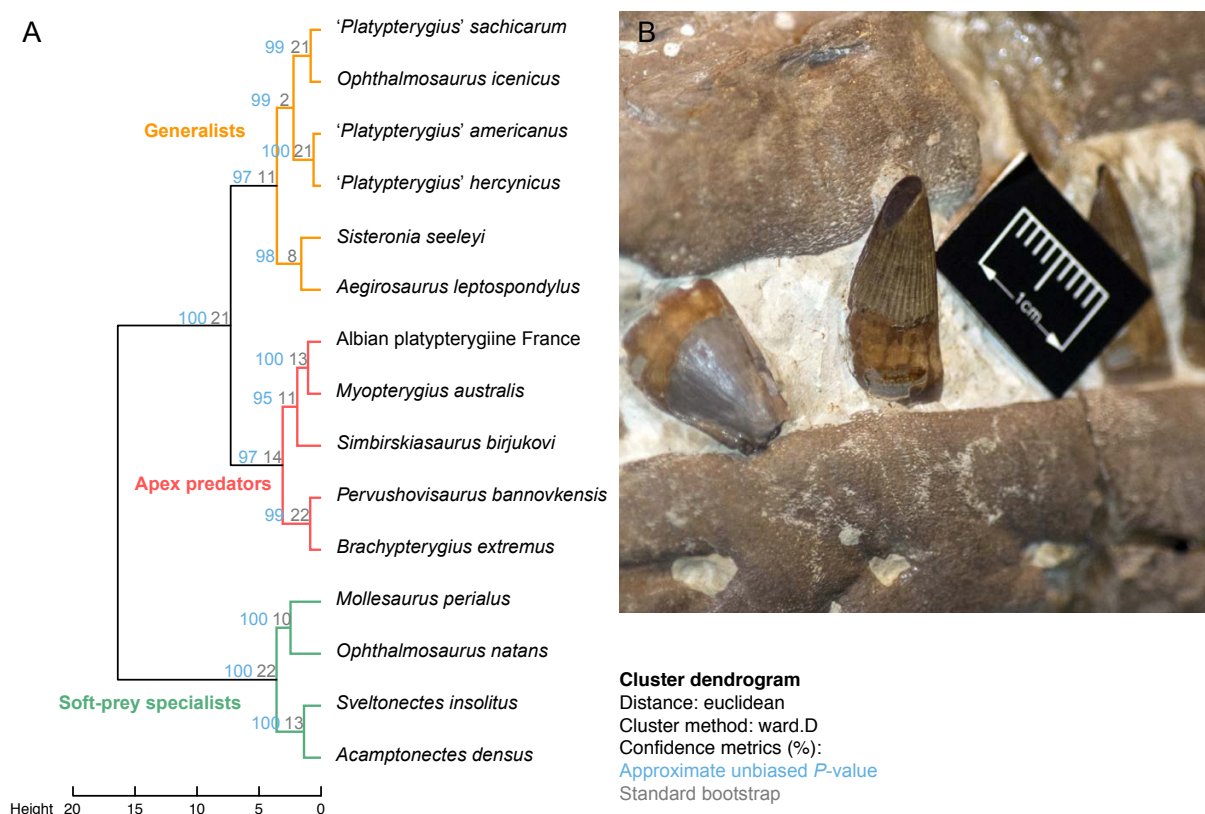 A
'Platypterygius' sachicarum
99 21
Ophthalmosaurus icenicus
99 2
Generalists
'Platypterygius' americanus
100 21
'Platypterygius' hercynicus
97 11
Sisteronia seeleyi
98 8
Aegirosaurus leptospondylus
100 21
Albian platypterygiine France
100 13
Myopterygius australis
95 11
Simbirskiasaurus birjukovi
97 14
Apex predators
Pervushovisaurus bannovkensis
99 22
Brachypterygius extremus
Mollesaurus perialus
100 10
Ophthalmosaurus natans
100 22
Soft-prey specialists
Sveltonectes insolitus
100 13
Acamptonectes densus
Height 20 15 10 5 0
B
1cm
Cluster dendrogram
Distance: euclidean
Cluster method: ward.D
Confidence metrics (%):
Approximate unbiased P-value
Standard bootstrap